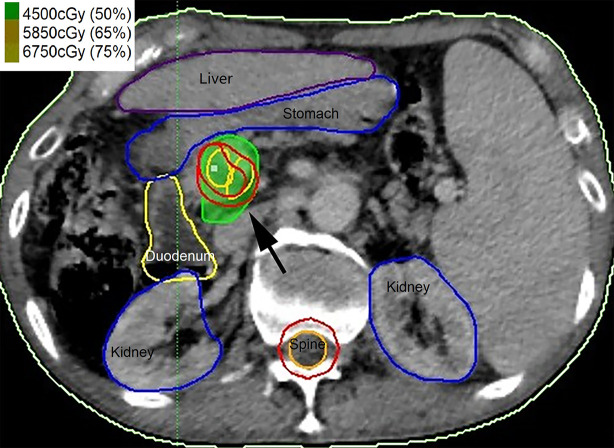 4500cGy (50%)
5850cGy (65%)
6750cGy (75%)
Liver
Stomach
Duodenum
Kidney
Kidney
Spine